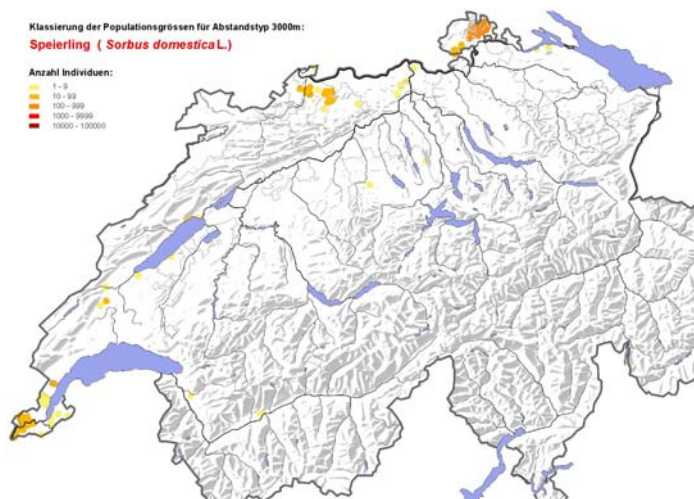 Klassierung der Populationsgrössen für Abstandstyp 3000m:
Speierling ( Sorbus domestica L.)
Anzahl Individuen:
1 - 9
10 - 99
100 - 999
1000 - 9999
10000 - 100000